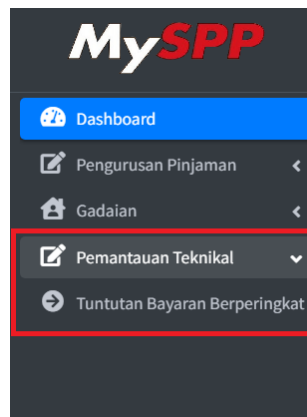 MySPP
Dashboard
Pengurusan Pinjaman
Gadaian
Pemantauan Teknikal
Tuntutan Bayaran Berperingkat